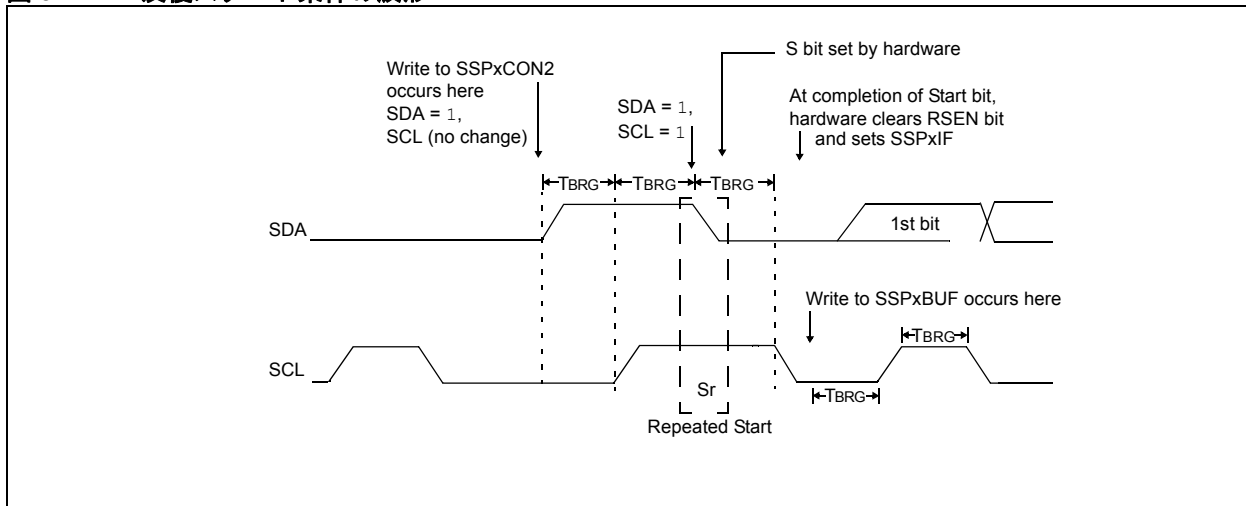 S bit set by hardware
Write to SSPxCON2
occurs here
SDA = 1,
SCL (no change)
SDA = 1,
SCL = 1
At completion of Start bit,
hardware clears RSEN bit
and sets SSPxIF
TBRG TBRG TBRG
SDA
1st bit
Write to SSPxBUF occurs here
TBRG
SCL
Sr
TBRG
Repeated Start